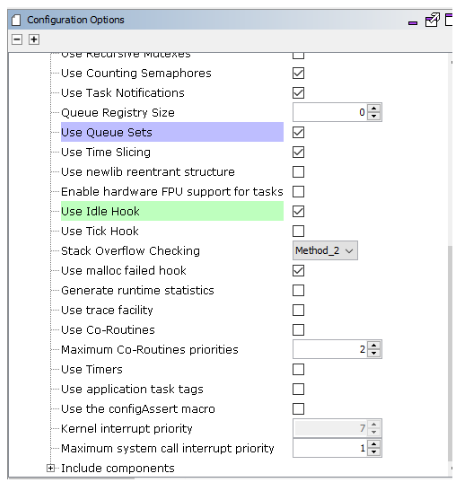 Configuration Options
Use Recursive Mutexes
Use Counting Semaphores
Use Task Notifications
Queue Registry Size 0
Use Queue Sets
Use Time Slicing
Use newlib reentrant structure
Enable hardware FPU support for tasks
Use Idle Hook
Use Tick Hook
Stack Overflow Checking Method_2
Use malloc failed hook
Generate runtime statistics
Use trace facility
Use Co-Routines
Maximum Co-Routines priorities 2
Use Timers
Use application task tags
Use the configAssert macro
Kernel interrupt priority 7
Maximum system call interrupt priority 1
Include components